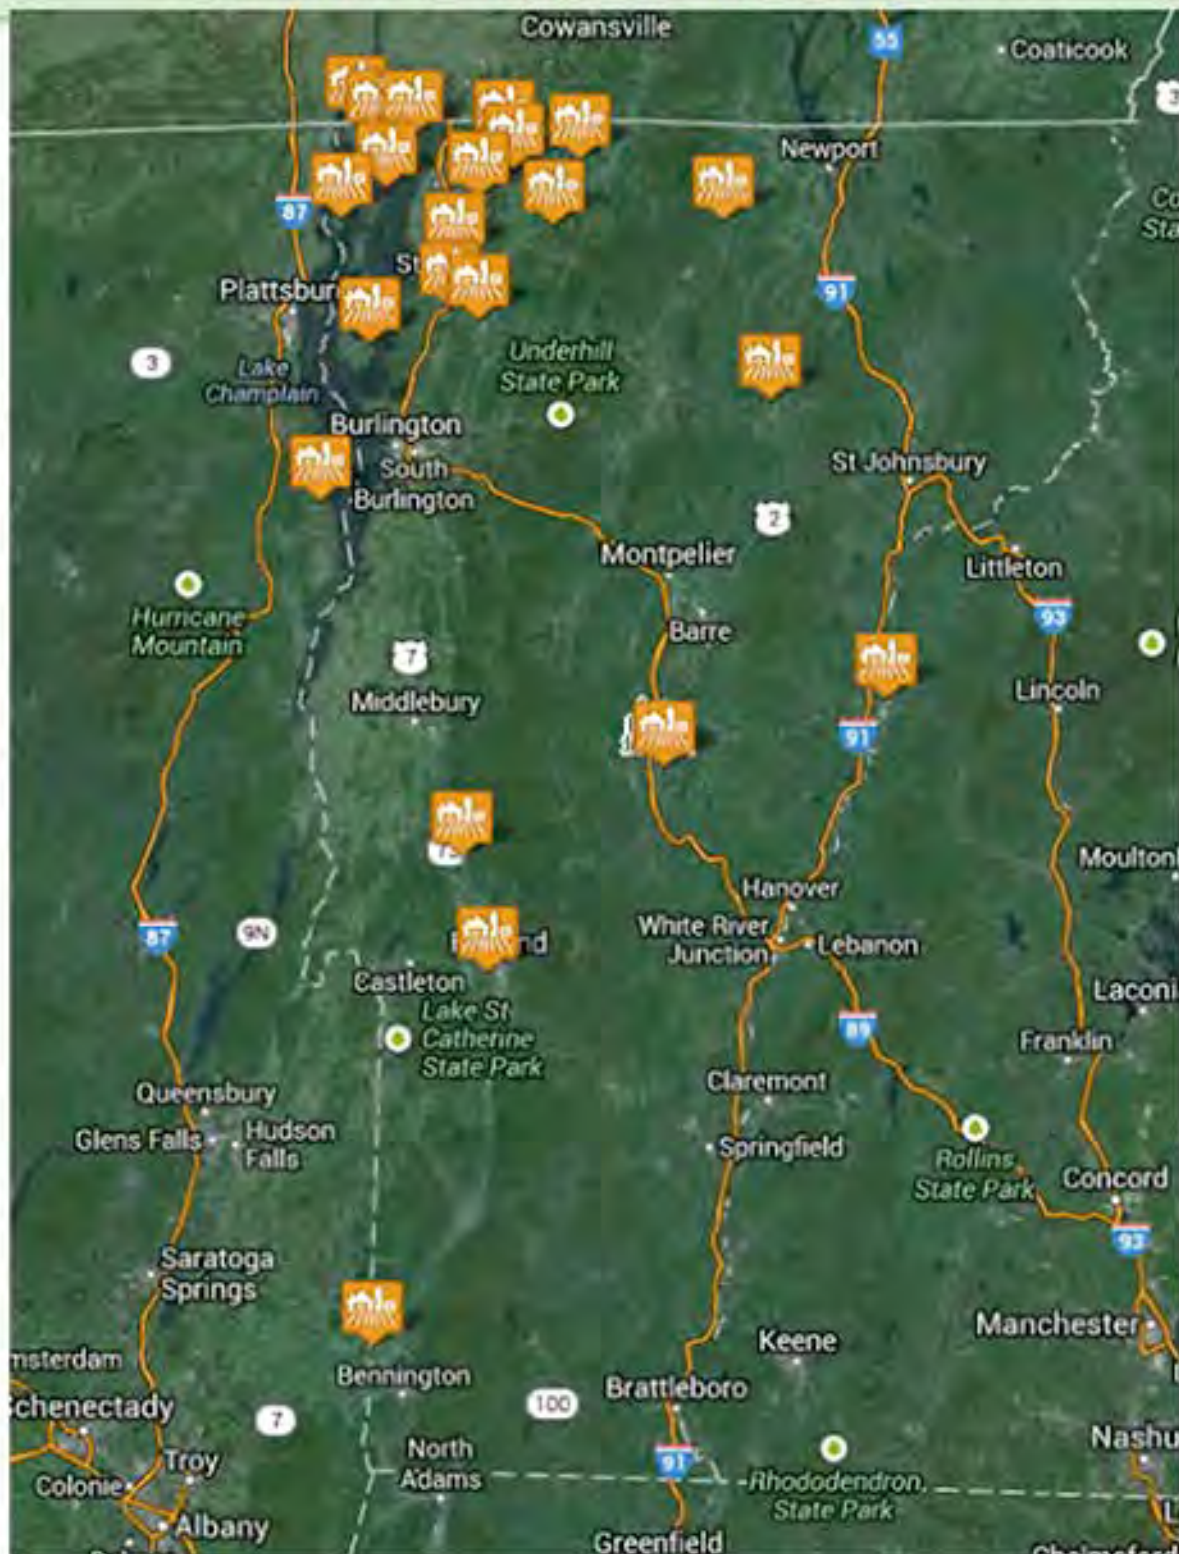 Cowansville
55
Coaticook
3
Newport
87
St
91
Plattsbur
3
Lake
Champlain
Underhill
State Park
Burlington
South
Burlington
St Johnsbury
2
Montpelier
Littleton
Hurricane
Mountain
93
Barre
7
Middlebury
Lincoln
91
Moulton
Hanover
White River
Junction
Lebanon
87
9N
nd
Castleton
Lake St
Catherine
State Park
Laconi
89
Franklin
Claremont
Queensbury
Glens Falls
Hudson
Falls
Springfield
Rollins
State Park
Concord
93
Saratoga
Springs
Manchester
Keene
msterdam
Bennington
100
Brattleboro
chenectady
7
Nashu
North
Adams
91
Troy
Colonie
Rhododendron
State Park
Albany
Greenfield